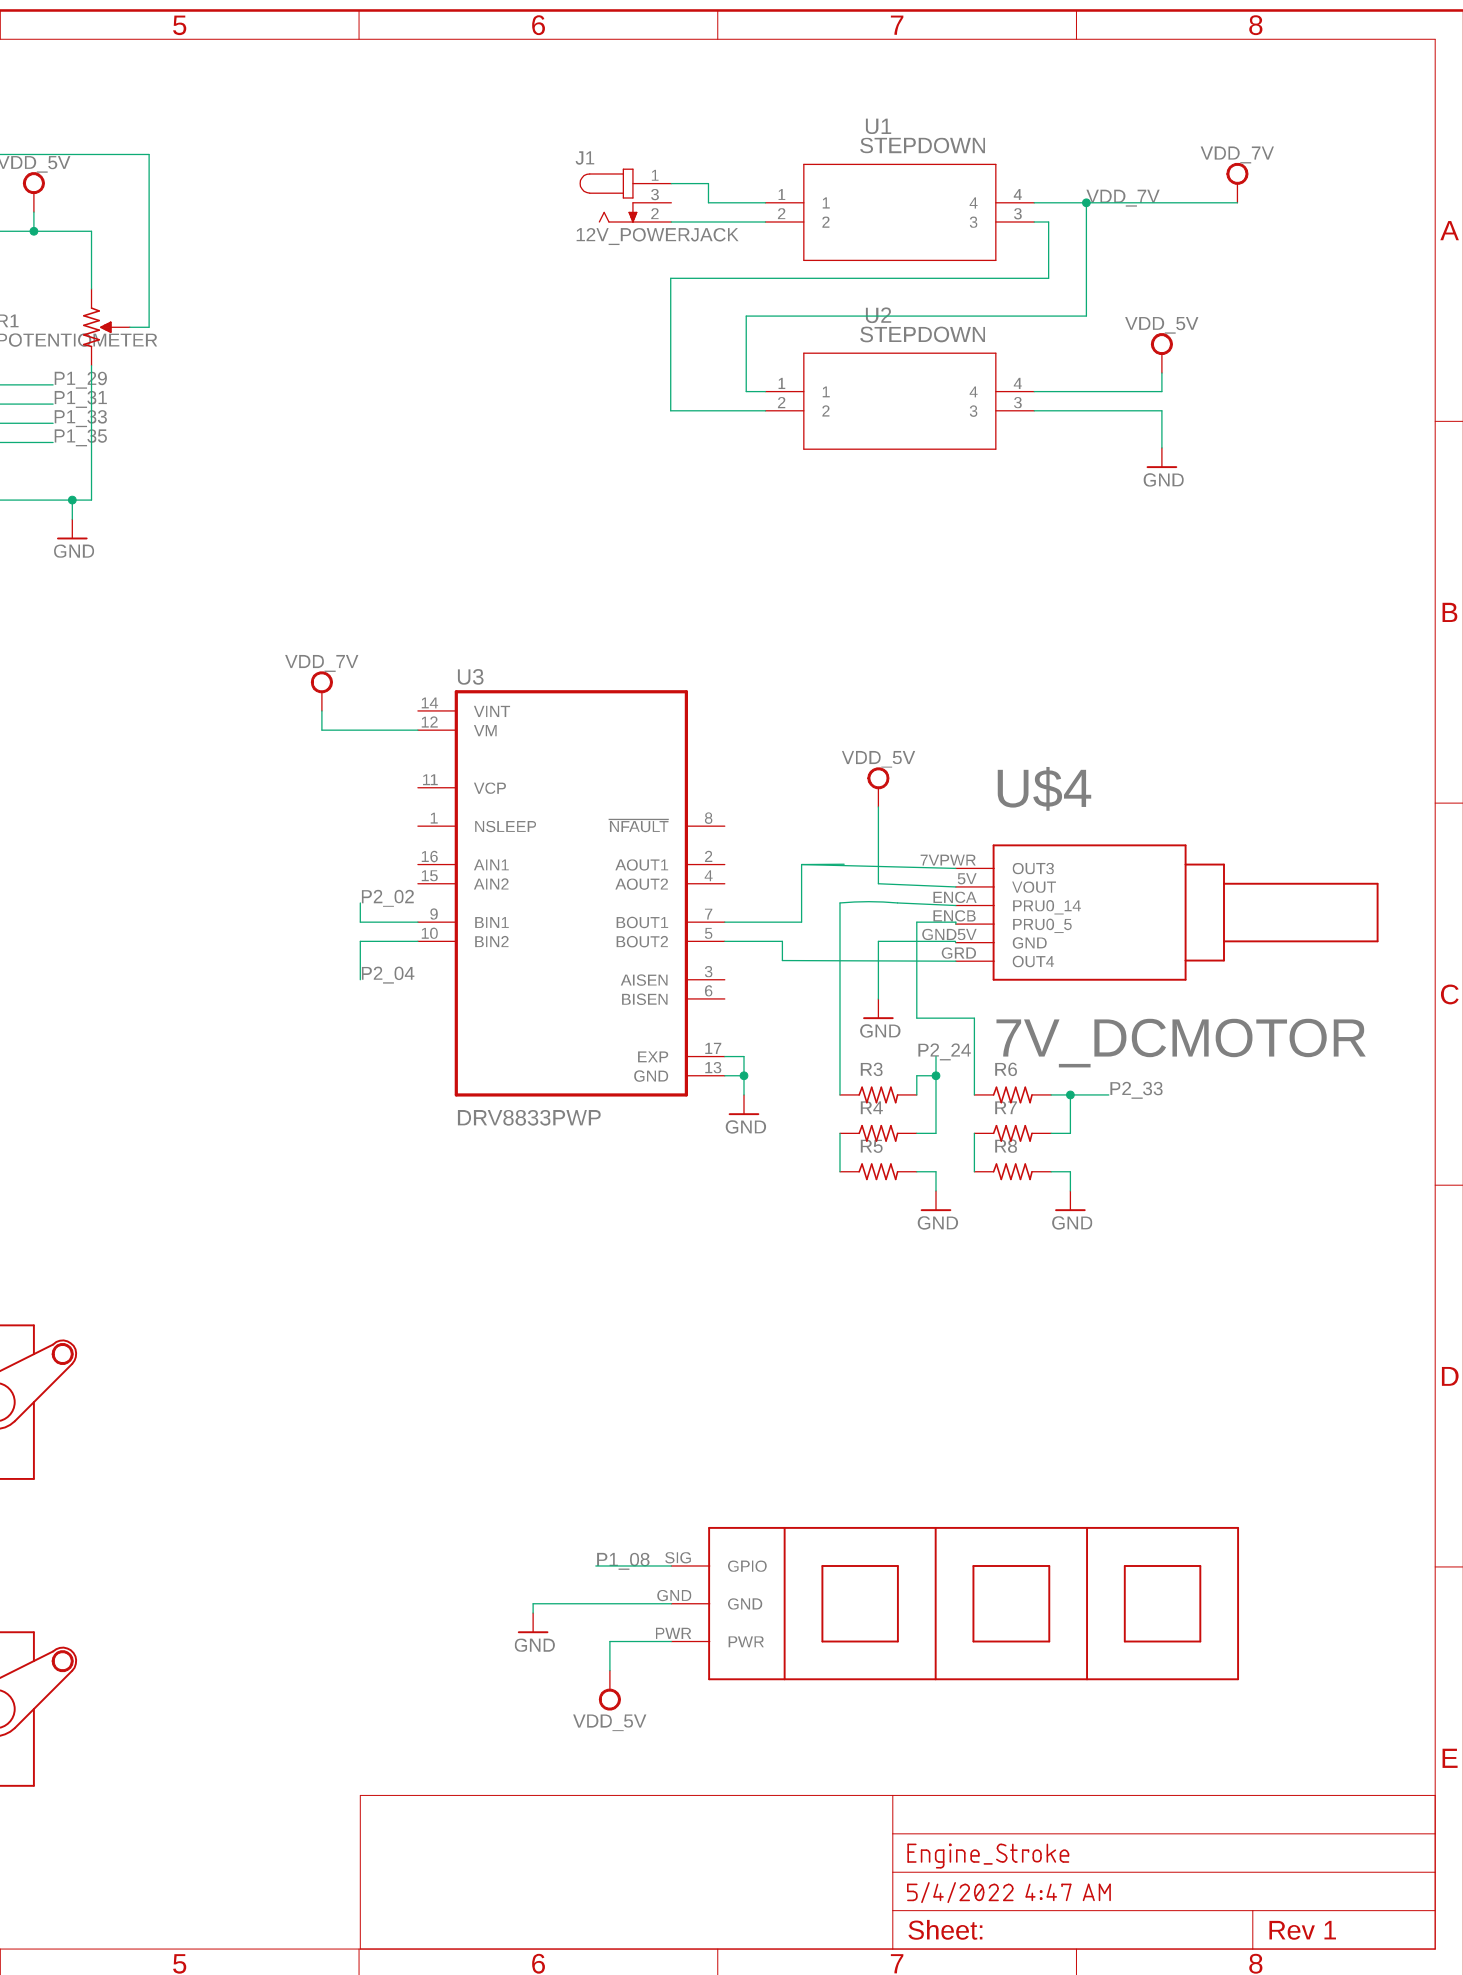 5 6 7 8
A
B
C
D
E
VDD_5V
R1
POTENTIOMETER
P1_29
P1_31
P1_33
P1_35
GND
J1
1
3
2
12V_POWERJACK
U1
STEPDOWN
1 1 4 4
2 2 3 3
VDD_7V
VDD_7V
U2
STEPDOWN
1 1 4 4
2 2 3 3
VDD_5V
GND
VDD_7V
U3
14 VINT
12 VM
11 VCP
1 NSLEEP NFAULT 8
16 AIN1 AOUT1 2
15 AIN2 AOUT2 4
P2_02
9 BIN1 BOUT1 7
10 BIN2 BOUT2 5
P2_04
AISEN 3
BISEN 6
EXP 17
GND 13
DRV8833PWP
GND
VDD_5V
U$4
7VPWR OUT3
5V VOUT
ENCA PRU0_14
ENCB PRU0_5
GND5V GND
GRD OUT4
GND
7V_DCMOTOR
P2_24
R3 R6
P2_33
R4 R7
R5 R8
GND GND
P1_08 SIG GPIO
GND GND
GND
PWR PWR
VDD_5V
Engine_Stroke
5/4/2022 4:47 AM
Sheet: Rev 1
5 6 7 8